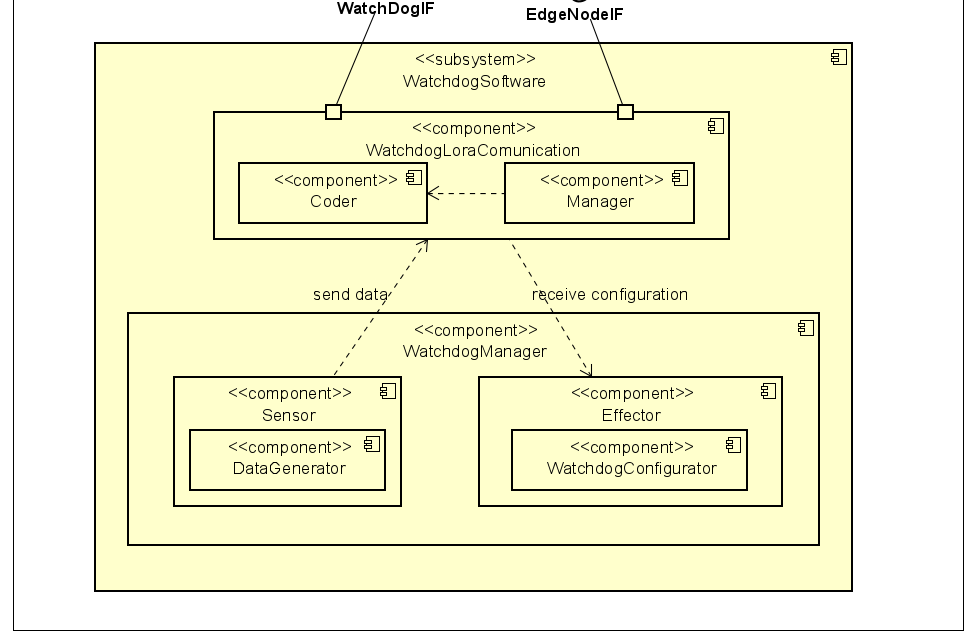 WatchDogIF
EdgeNodeIF
<<subsystem>>
WatchdogSoftware
<<component>>
WatchdogLoraComunication
<<component>>
Coder
<<component>>
Manager
send data
receive configuration
<<component>>
WatchdogManager
<<component>>
Sensor
<<component>>
DataGenerator
<<component>>
Effector
<<component>>
WatchdogConfigurator